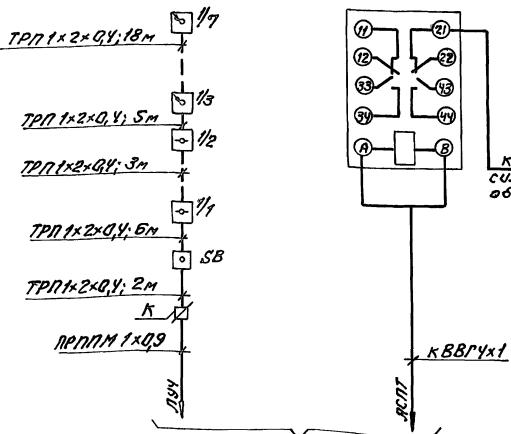 1/7
ТРП 1×2×0,4; 18м
1/3
ТРП 1×2×0,4; 5м
1/2
ТРП 1×2×0,4; 3м
1/1
ТРП 1×2×0,4; 6м
SB
ТРП 1×2×0,4; 2м
К
ПРППМ 1×0,9
ЛУЧ
11 21
12 22
33 43
34 44
А В
К
об
КВВГ4×1
ЯСПТ